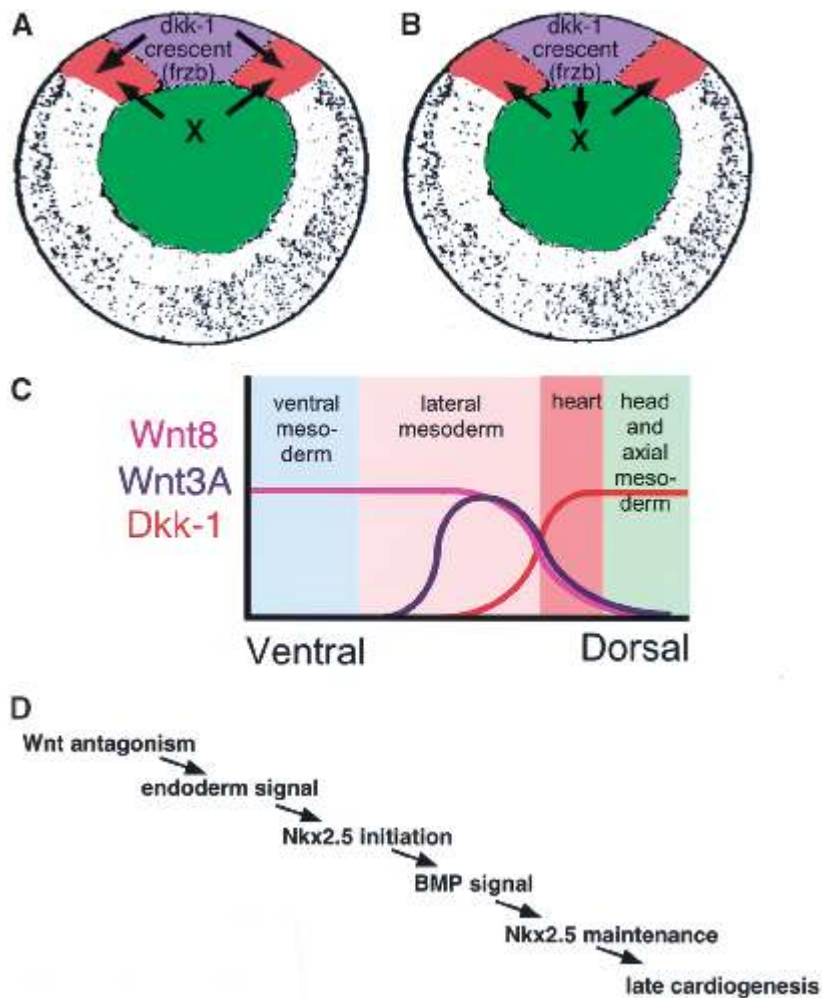 A
dkk-1
crescent
(frzb)
X
B
dkk-1
crescent
(frzb)
X
C
Wnt8
Wnt3A
Dkk-1
ventral
meso-
derm
lateral
mesoderm
heart
head
and
axial
meso-
derm
Ventral
Dorsal
D
Wnt antagonism
endoderm signal
Nkx2.5 initiation
BMP signal
Nkx2.5 maintenance
late cardiogenesis